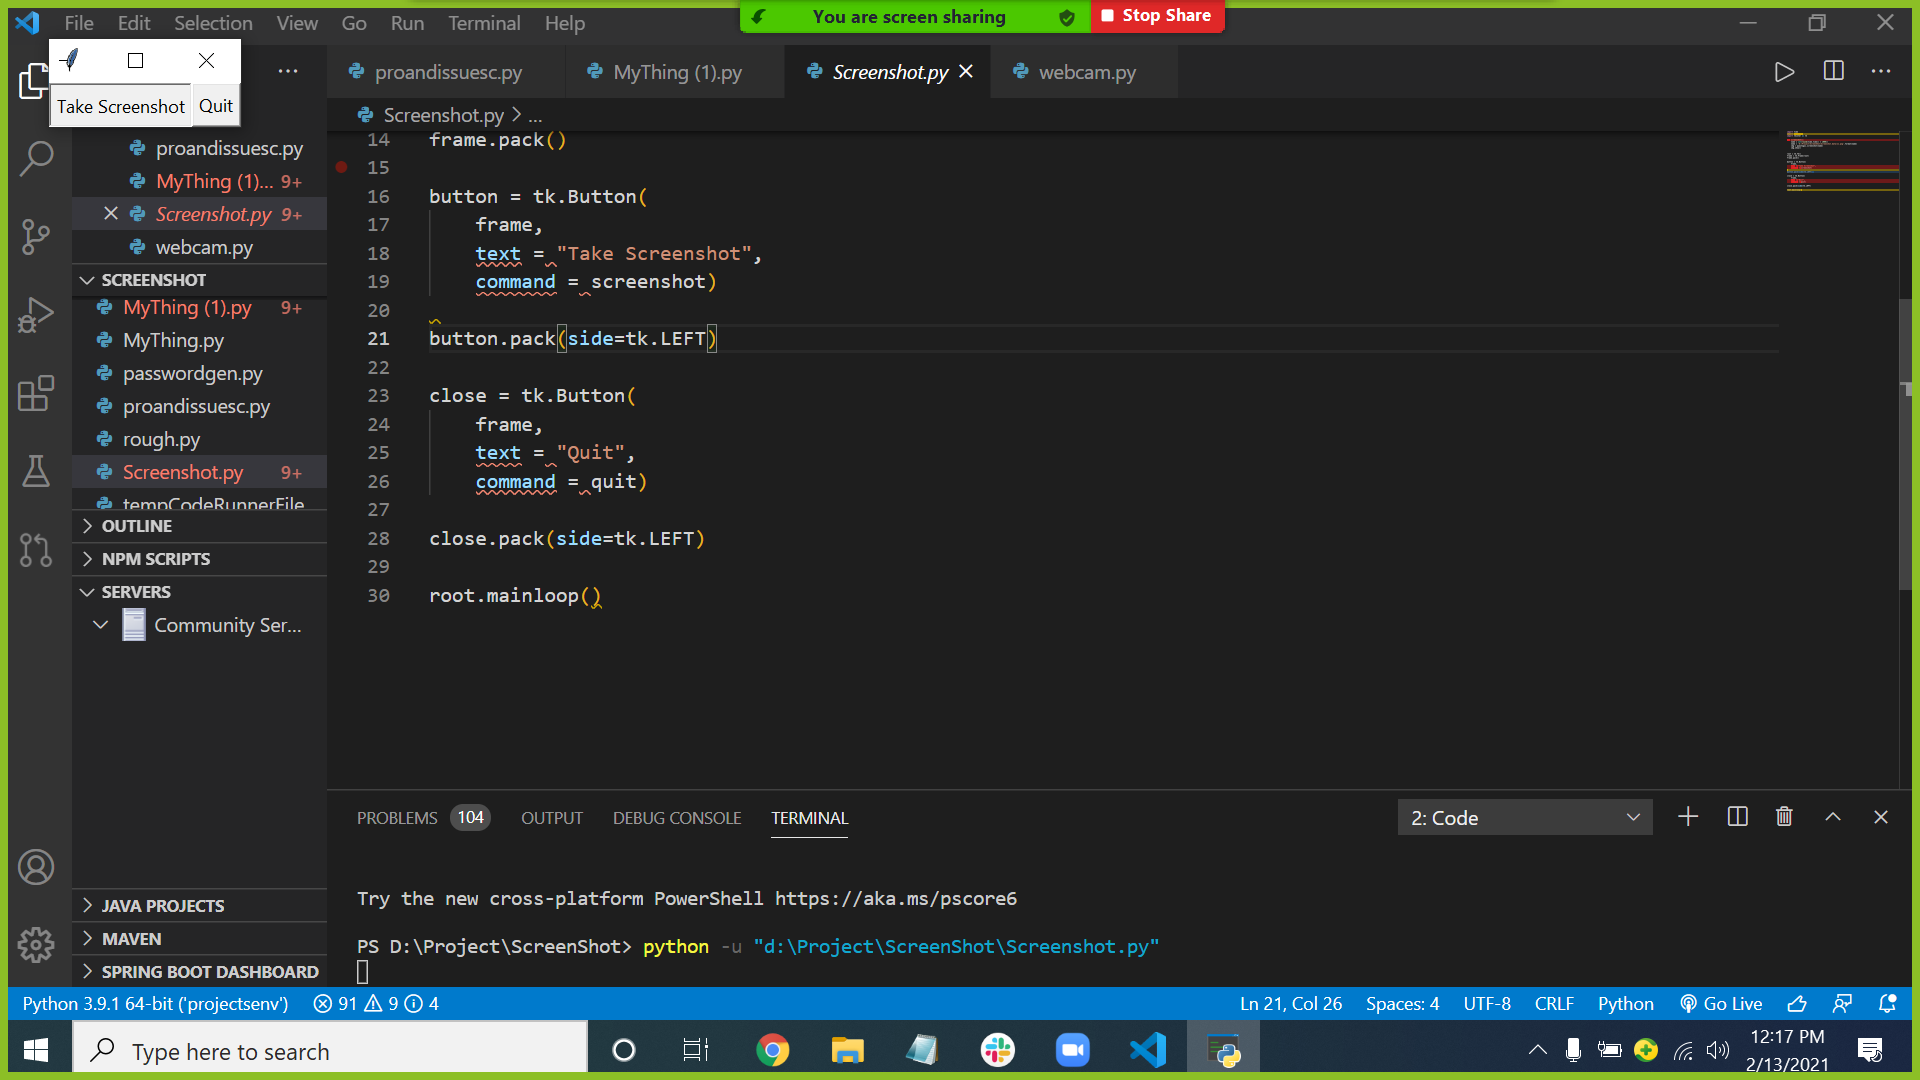 You are screen sharing
Stop Share
File Edit Selection View Go Run Terminal Help
Take Screenshot Quit
proandissuesc.py
MyThing (1)... 9+
Screenshot.py 9+
webcam.py
SCREENSHOT
MyThing (1).py 9+
MyThing.py
passwordgen.py
proandissuesc.py
rough.py
Screenshot.py 9+
tempCodeRunnerFile
OUTLINE
NPM SCRIPTS
SERVERS
Community Ser...
JAVA PROJECTS
MAVEN
SPRING BOOT DASHBOARD
proandissuesc.py MyThing (1).py Screenshot.py webcam.py
Screenshot.py > ...
14 frame.pack()
15
16 button = tk.Button(
17 frame,
18 text = "Take Screenshot",
19 command = screenshot)
20
21 button.pack(side=tk.LEFT)
22
23 close = tk.Button(
24 frame,
25 text = "Quit",
26 command = quit)
27
28 close.pack(side=tk.LEFT)
29
30 root.mainloop()
PROBLEMS 104 OUTPUT DEBUG CONSOLE TERMINAL 2: Code
Try the new cross-platform PowerShell https://aka.ms/pscore6
PS D:\Project\ScreenShot> python -u "d:\Project\ScreenShot\Screenshot.py"
Python 3.9.1 64-bit ('projectsenv') 91 9 4 Ln 21, Col 26 Spaces: 4 UTF-8 CRLF Python Go Live
Type here to search
12:17 PM
2/13/2021